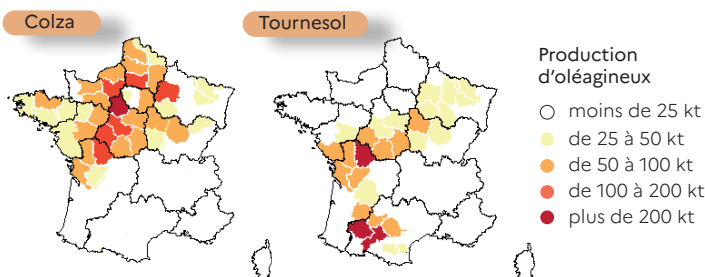 Colza
Tournesol
Production
d'oléagineux
moins de 25 kt
de 25 à 50 kt
de 50 à 100 kt
de 100 à 200 kt
plus de 200 kt